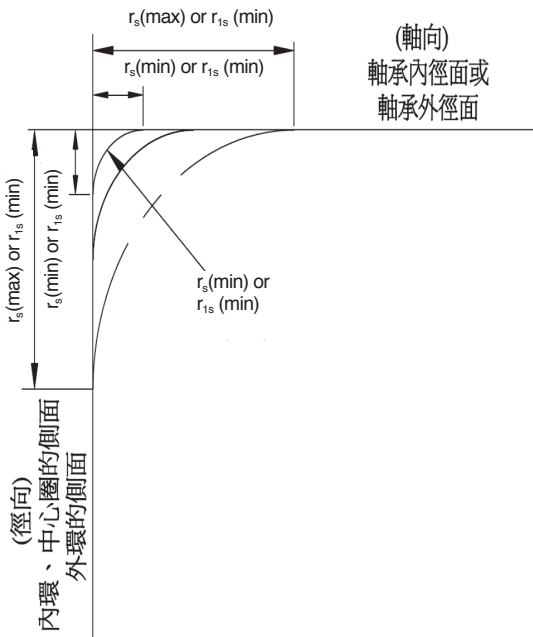 rs(max) or r1s (min)
rs(min) or r1s (min)
(軸向)
軸承內徑面或
軸承外徑面
rs(max) or r1s (min)
rs(min) or r1s (min)
rs(min) or
r1s (min)
(徑向)
內環、中心圈的側面
外環的側面